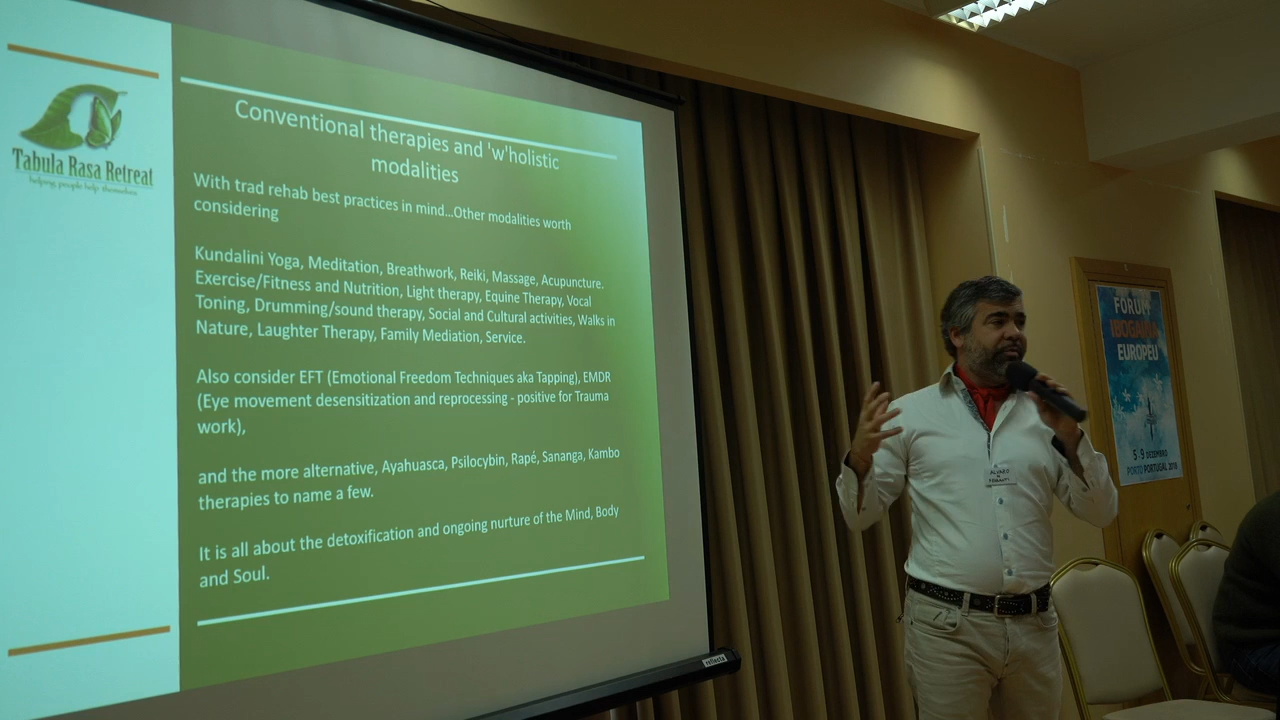 Tabula Rasa Retreat
helping people help themselves
Conventional therapies and 'w'holistic
modalities
With trad rehab best practices in mind...Other modalities worth
considering
Kundalini Yoga, Meditation, Breathwork, Reiki, Massage, Acupuncture.
Exercise/Fitness and Nutrition, Light therapy, Equine Therapy, Vocal
Toning, Drumming/sound therapy, Social and Cultural activities, Walks in
Nature, Laughter Therapy, Family Mediation, Service.
Also consider EFT (Emotional Freedom Techniques aka Tapping), EMDR
(Eye movement desensitization and reprocessing - positive for Trauma
work),
and the more alternative, Ayahuasca, Psilocybin, Rapé, Sananga, Kambo
therapies to name a few.
It is all about the detoxification and ongoing nurture of the Mind, Body
and Soul.
ALVARO
FORUM
IBOGAINA
EUROPEU
5-9 DEZEMBRO
PORTO PORTUGAL 2018